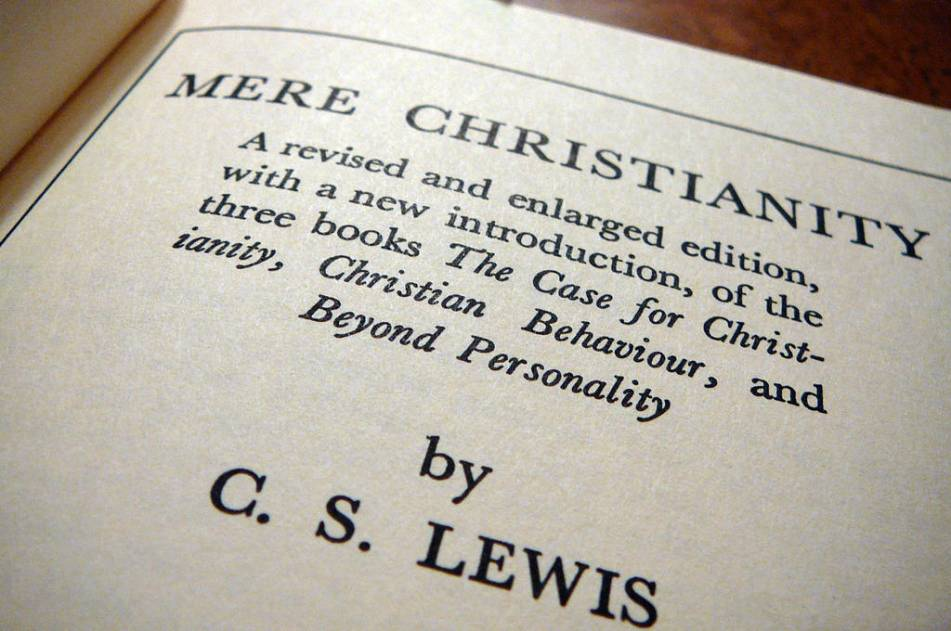 MERE CHRISTIANITY
A revised and enlarged edition,
with a new introduction, of the
three books The Case for Christ-
ianity, Christian Behaviour, and
Beyond Personality
by
C. S. LEWIS